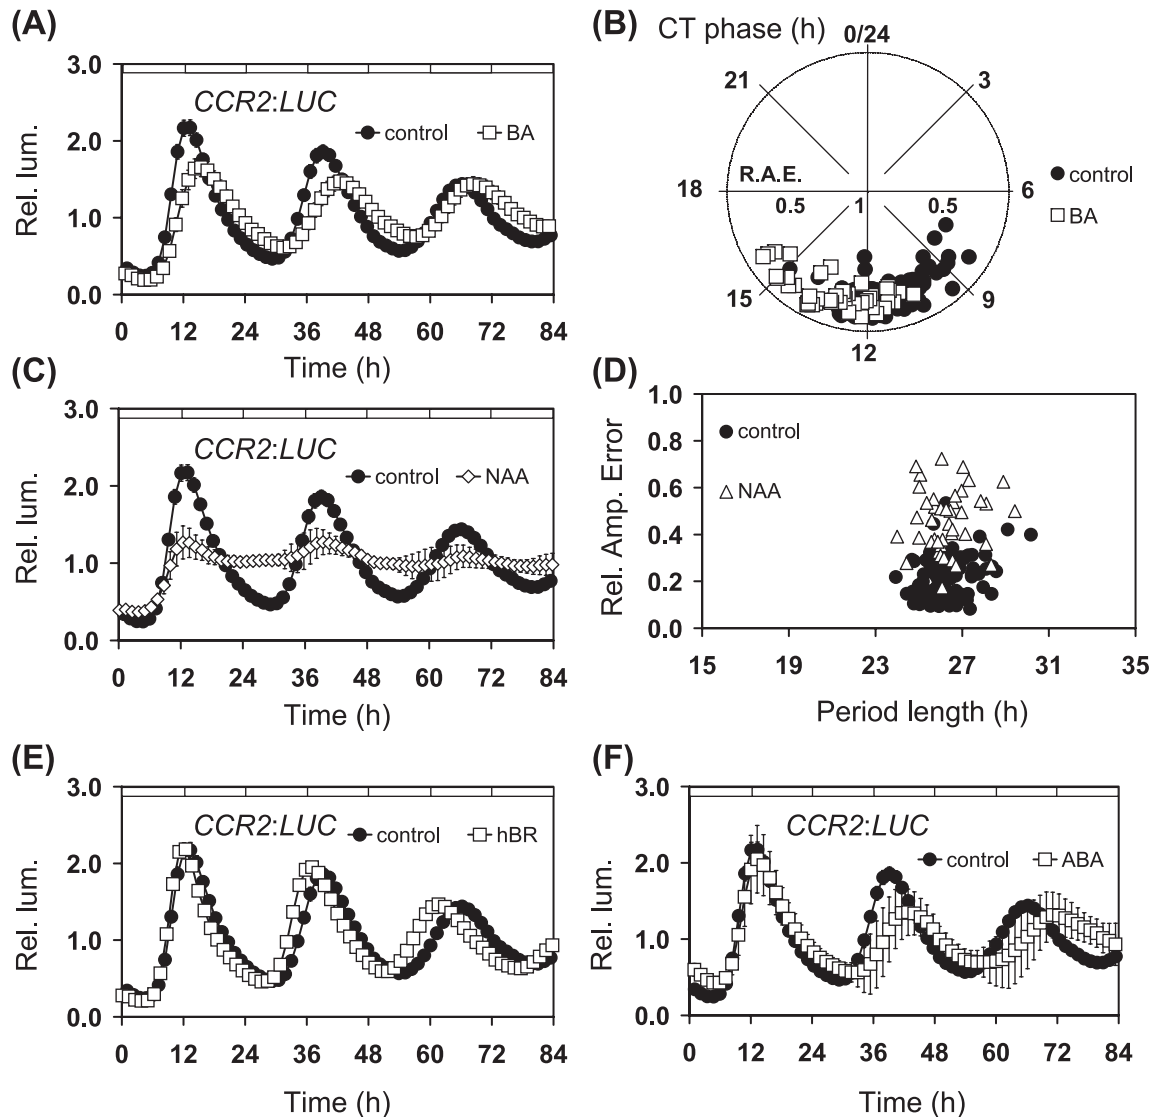 (A)
3.0
2.0
1.0
0.0
Rel. lum.
CCR2:LUC
control
BA
0 12 24 36 48 60 72 84
Time (h)
(B) CT phase (h) 0/24
21
3
18
R.A.E.
0.5 1 0.5
6
15
9
12
control
BA
(C)
3.0
2.0
1.0
0.0
Rel. lum.
CCR2:LUC
control
NAA
0 12 24 36 48 60 72 84
Time (h)
(D)
1.0
0.8
0.6
0.4
0.2
0.0
Rel. Amp. Error
control
NAA
15 19 23 27 31 35
Period length (h)
(E)
3.0
2.0
1.0
0.0
Rel. lum.
CCR2:LUC
control
hBR
0 12 24 36 48 60 72 84
Time (h)
(F)
3.0
2.0
1.0
0.0
Rel. lum.
CCR2:LUC
control
ABA
0 12 24 36 48 60 72 84
Time (h)